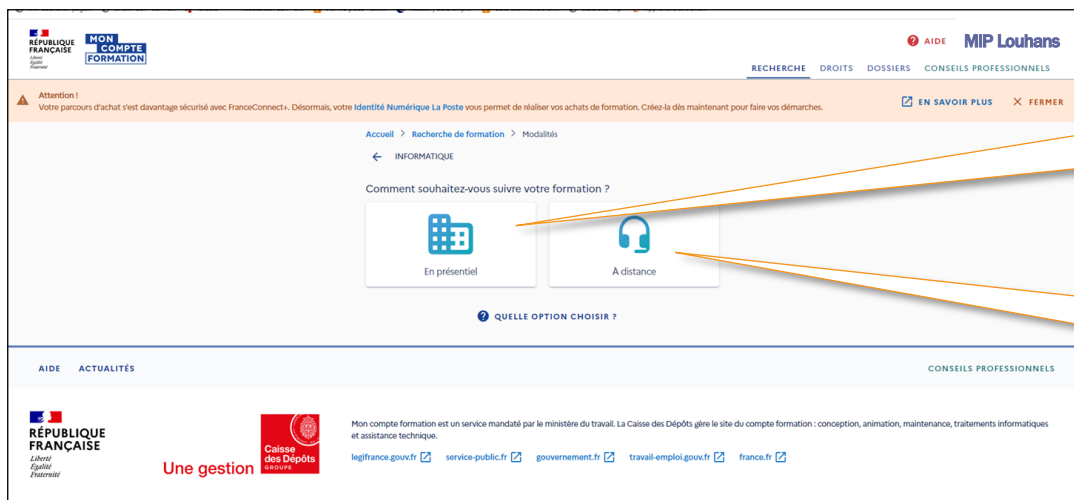 RÉPUBLIQUE
FRANÇAISE
Liberté
Égalité
Fraternité
MON
COMPTE
FORMATION
AIDE
MIP Louhans
RECHERCHE DROITS DOSSIERS CONSEILS PROFESSIONNELS
Attention !
Votre parcours d'achat s'est davantage sécurisé avec FranceConnect+. Désormais, votre Identité Numérique La Poste vous permet de réaliser vos achats de formation. Créez-la dès maintenant pour faire vos démarches.
EN SAVOIR PLUS
FERMER
Accueil > Recherche de formation > Modalités
← INFORMATIQUE
Comment souhaitez-vous suivre votre formation ?
En présentiel
À distance
QUELLE OPTION CHOISIR ?
AIDE ACTUALITÉS
CONSEILS PROFESSIONNELS
RÉPUBLIQUE
FRANÇAISE
Liberté
Égalité
Fraternité
Une gestion
Caisse
des Dépôts
GROUPE
Mon compte formation est un service mandaté par le ministère du travail. La Caisse des Dépôts gère le site du compte formation : conception, animation, maintenance, traitements informatiques
et assistance technique.
legifrance.gouv.fr service-public.fr gouvernement.fr travail-emploi.gouv.fr france.fr